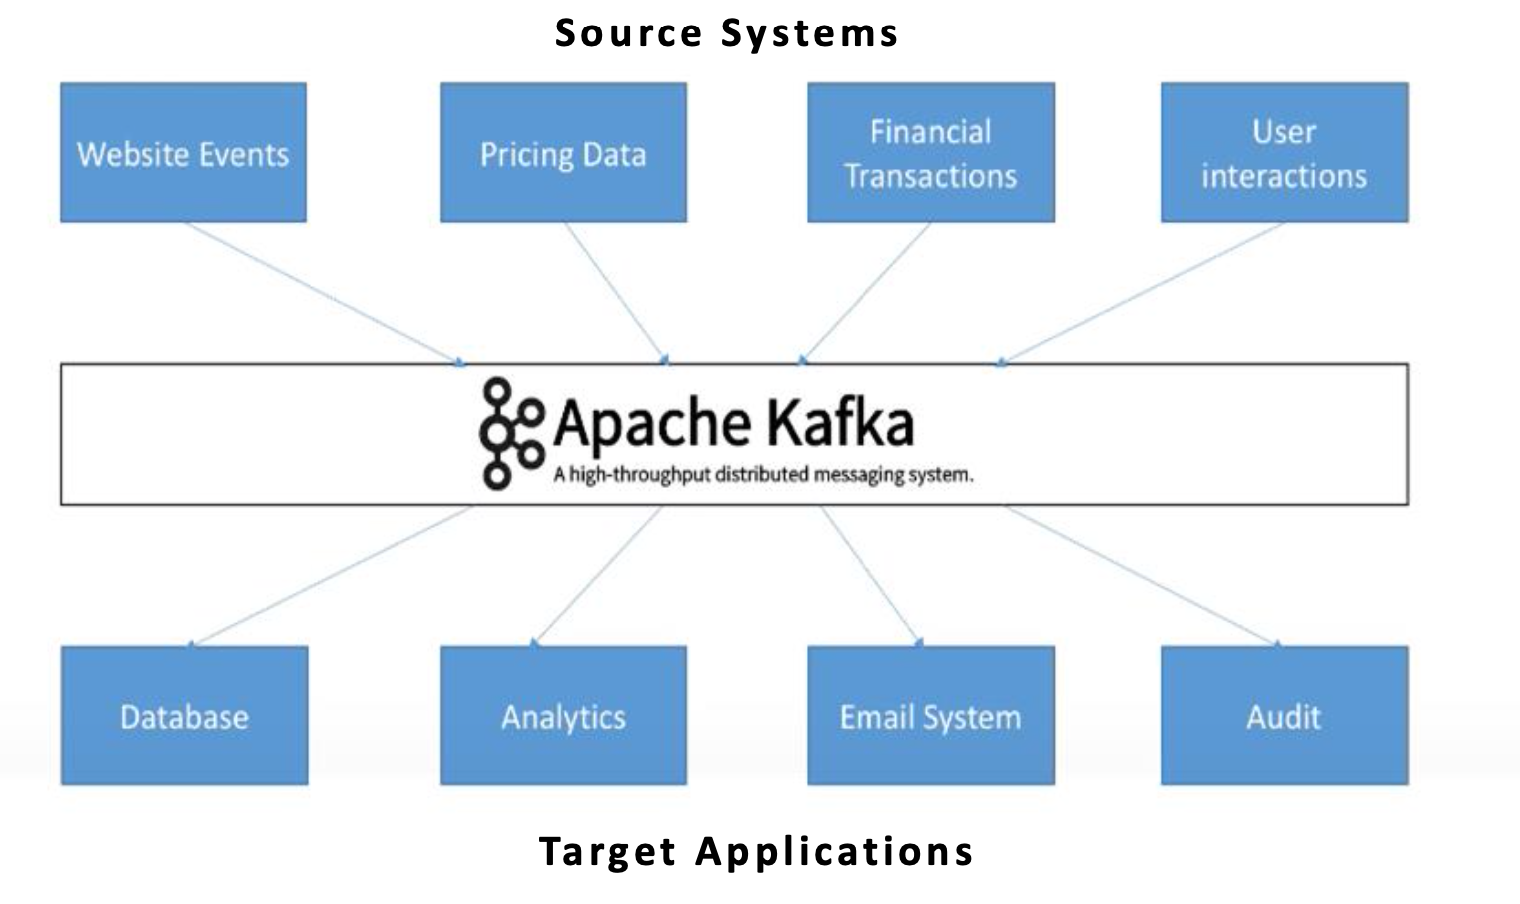 Source Systems
Website Events
Pricing Data
Financial
Transactions
User
interactions
Apache Kafka
A high-throughput distributed messaging system.
Database
Analytics
Email System
Audit
Target Applications